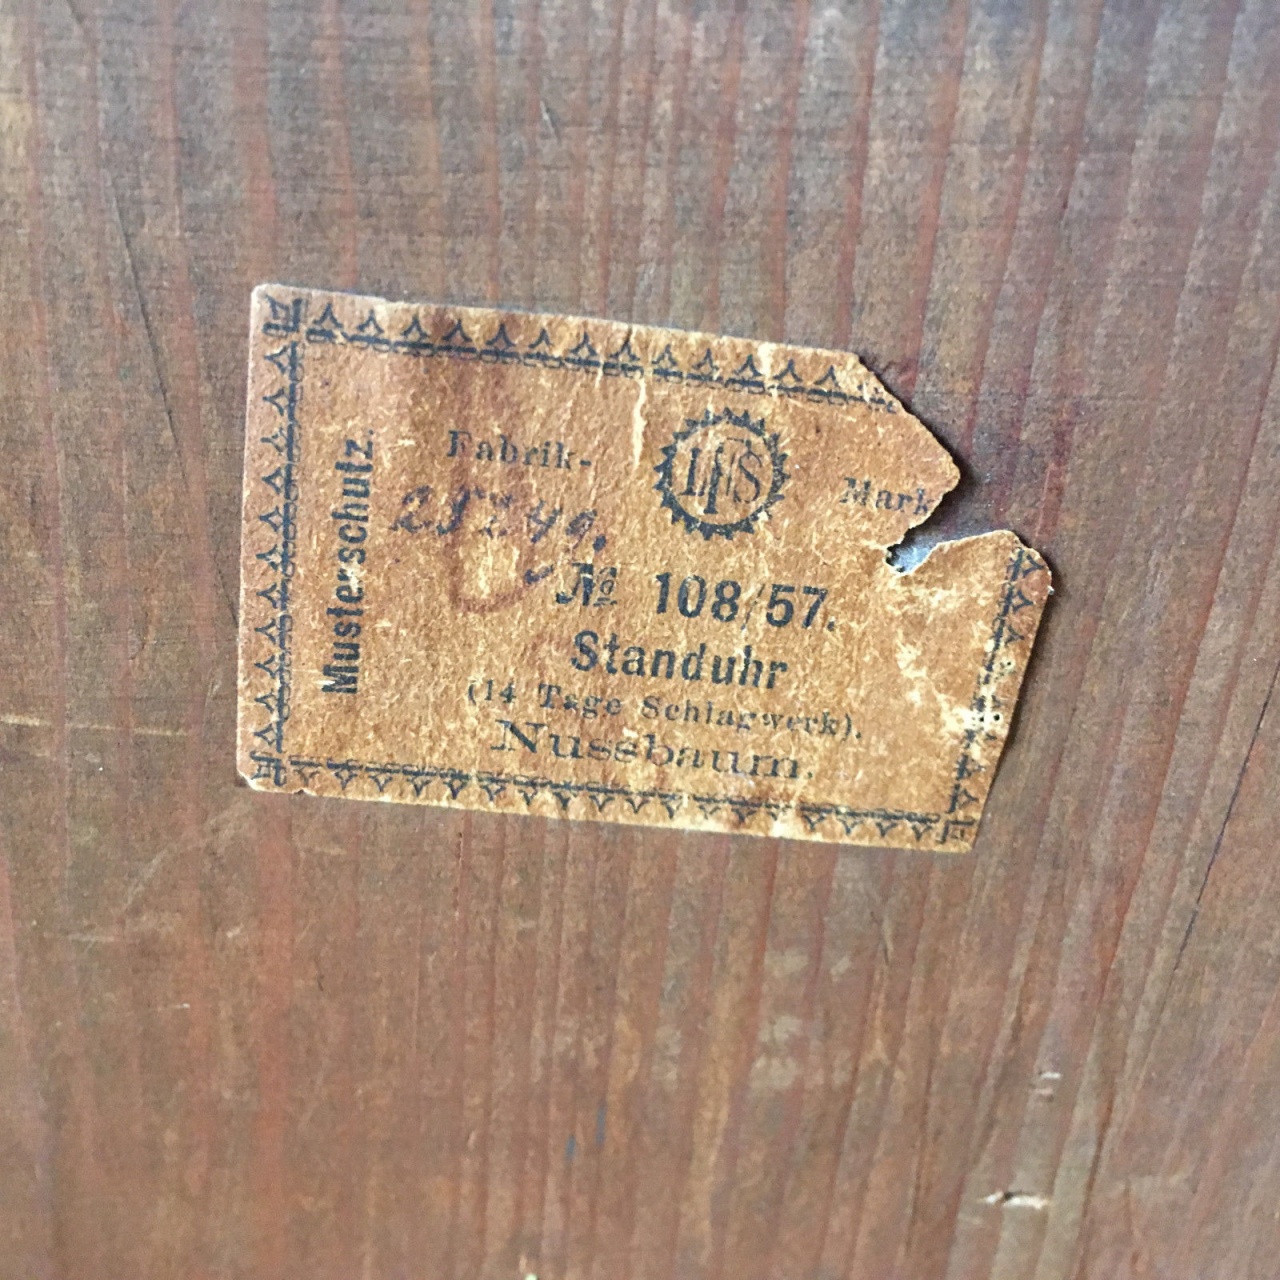 Musterschutz.
Fabrik- LFS Mark
№ 108/57.
Standuhr
(14 Tage Schlagwerk).
Nussbaum.